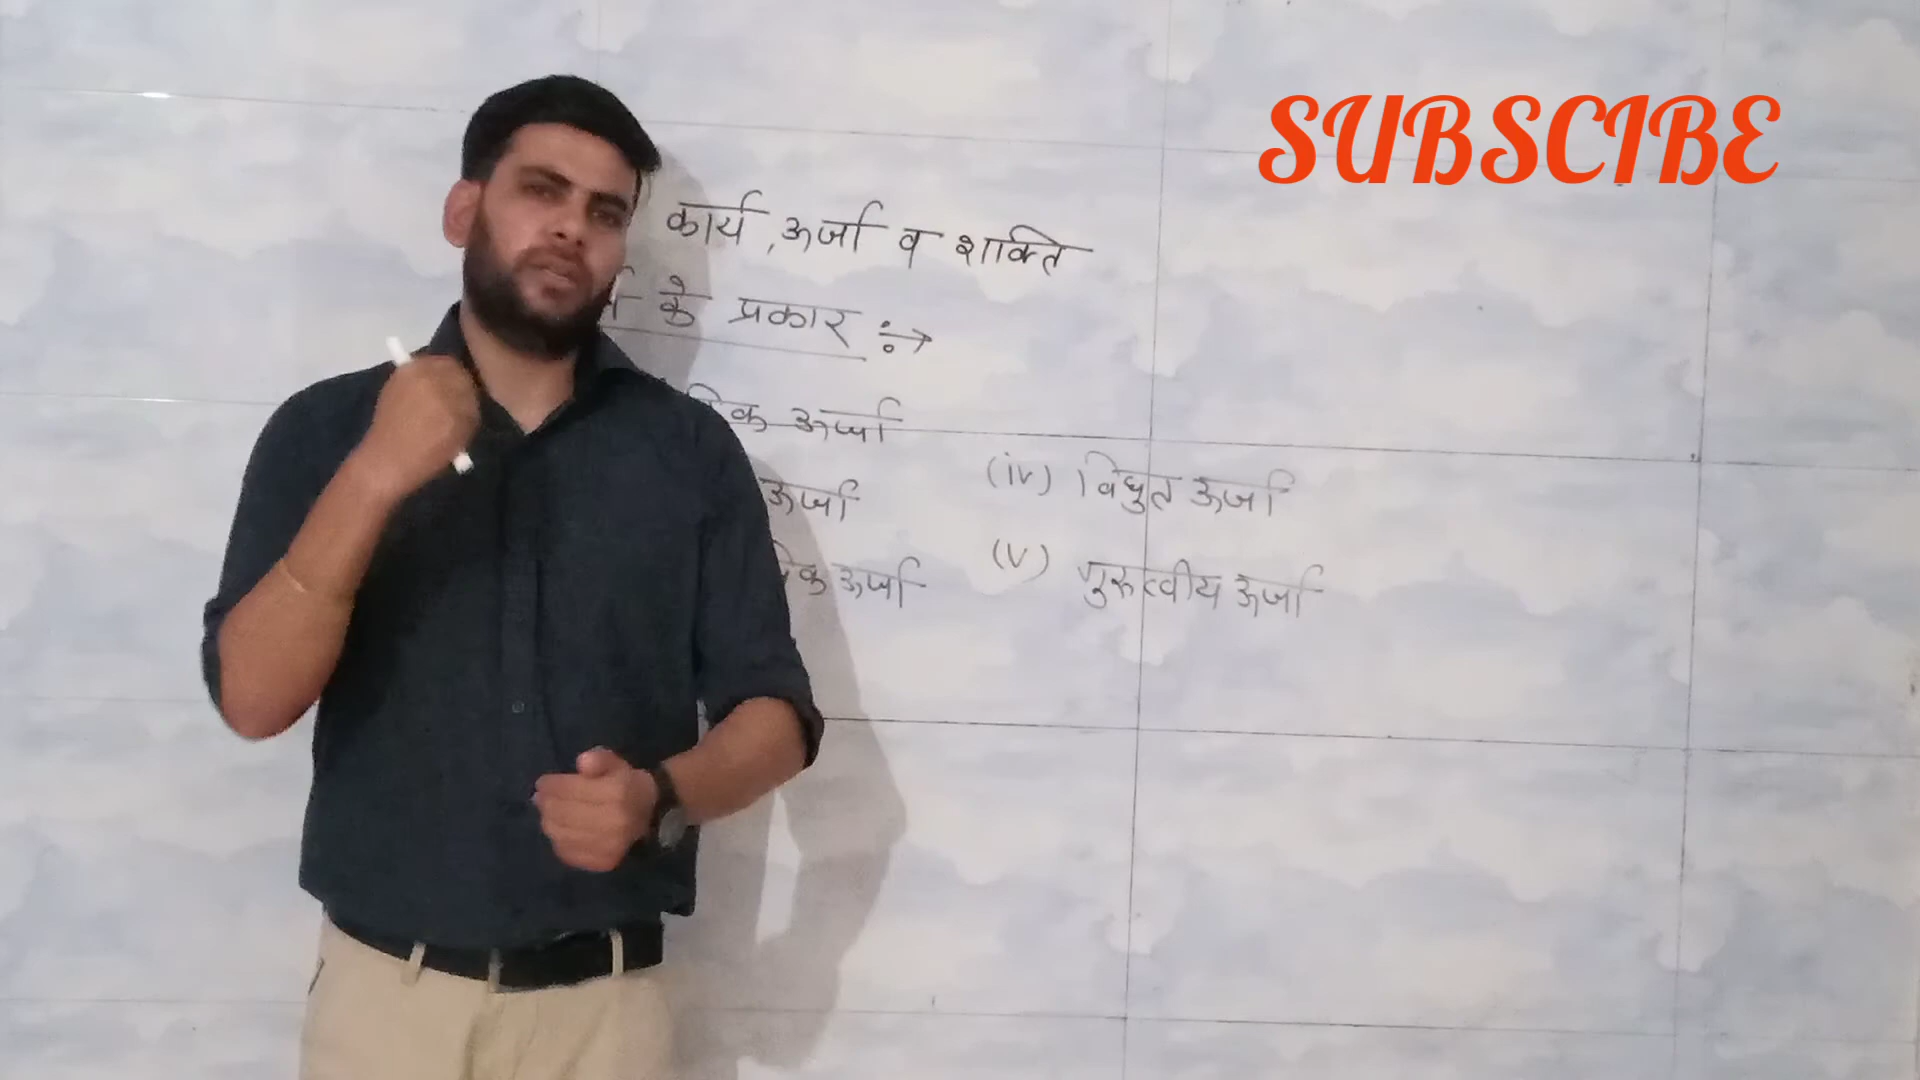 SUBSCIBE
कार्य, ऊर्जा व शक्ति
के प्रकार :→
ऊर्जा
ऊर्जा
ऊर्जा
(iv) विधुत ऊर्जा
(v) गुरुत्वीय ऊर्जा